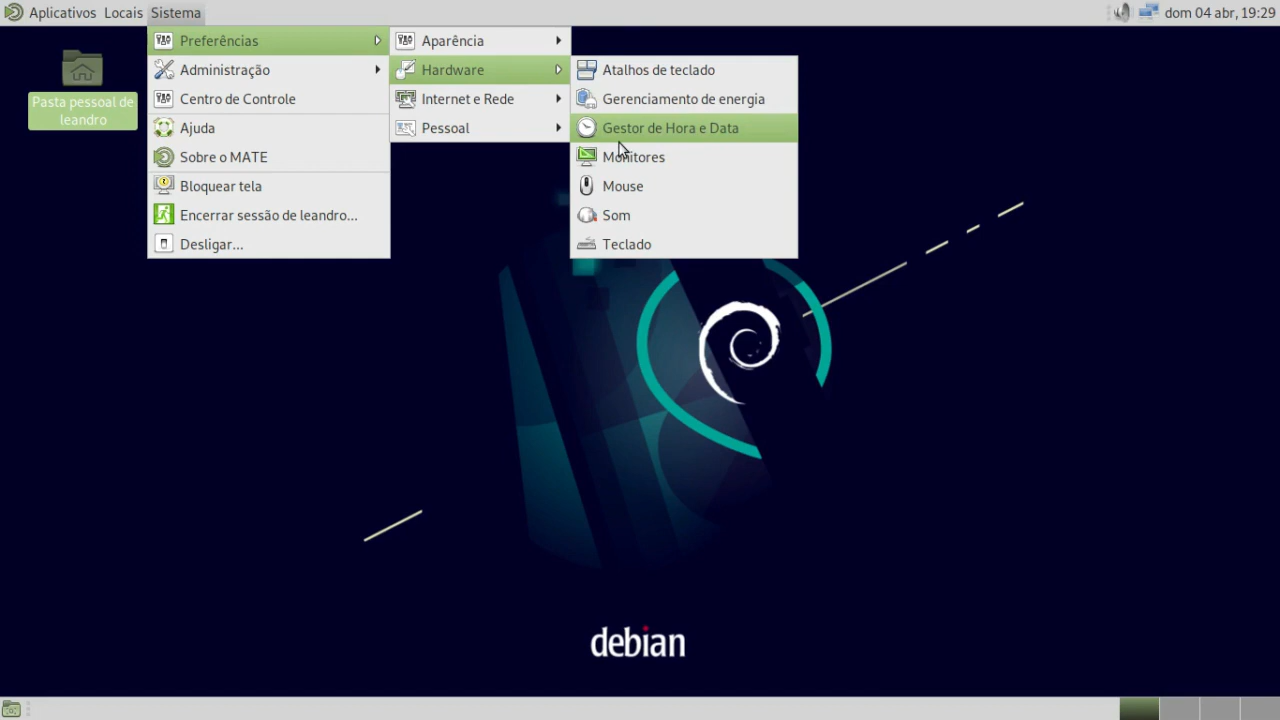 Aplicativos Locais Sistema
dom 04 abr, 19:29
Pasta pessoal de
leandro
Preferências
Administração
Centro de Controle
Ajuda
Sobre o MATE
Bloquear tela
Encerrar sessão de leandro...
Desligar...
Aparência
Hardware
Internet e Rede
Pessoal
Atalhos de teclado
Gerenciamento de energia
Gestor de Hora e Data
Monitores
Mouse
Som
Teclado
debian